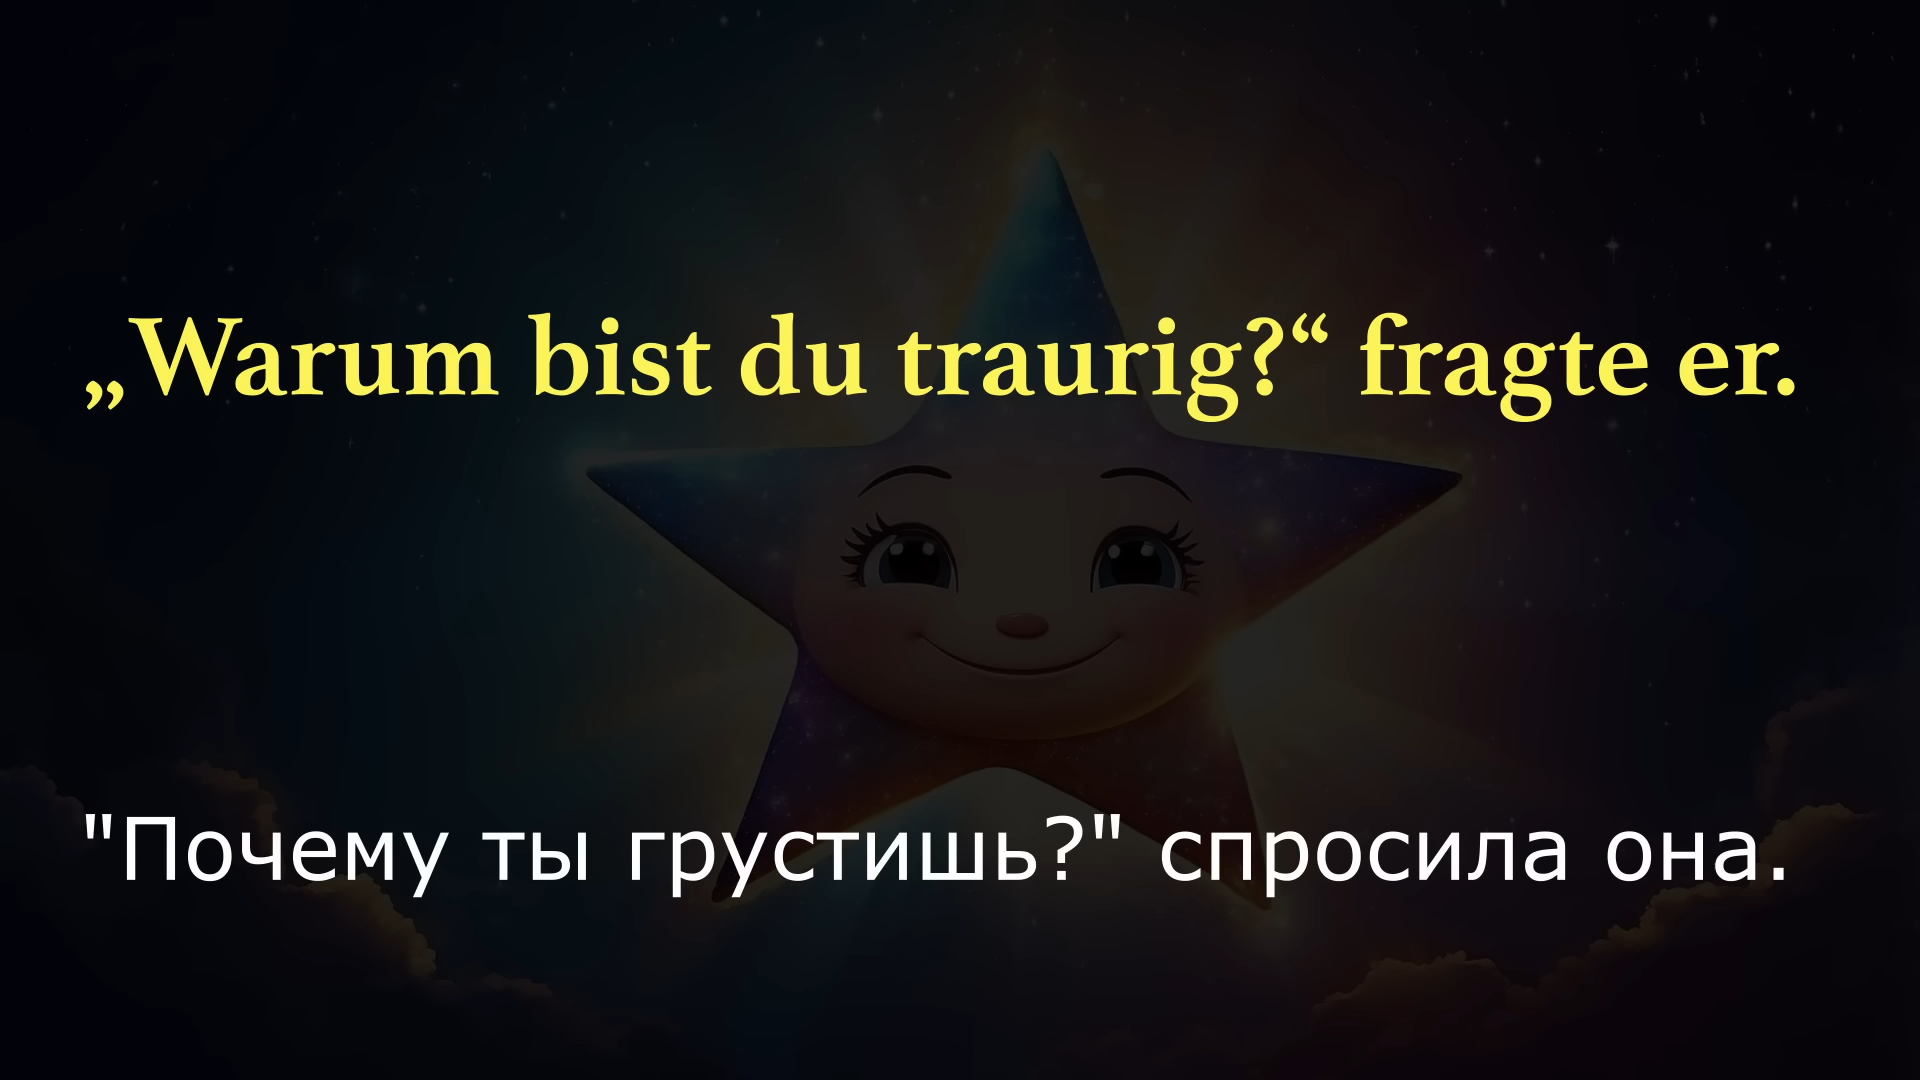 „Warum bist du traurig?“ fragte er.
"Почему ты грустишь?" спросила она.